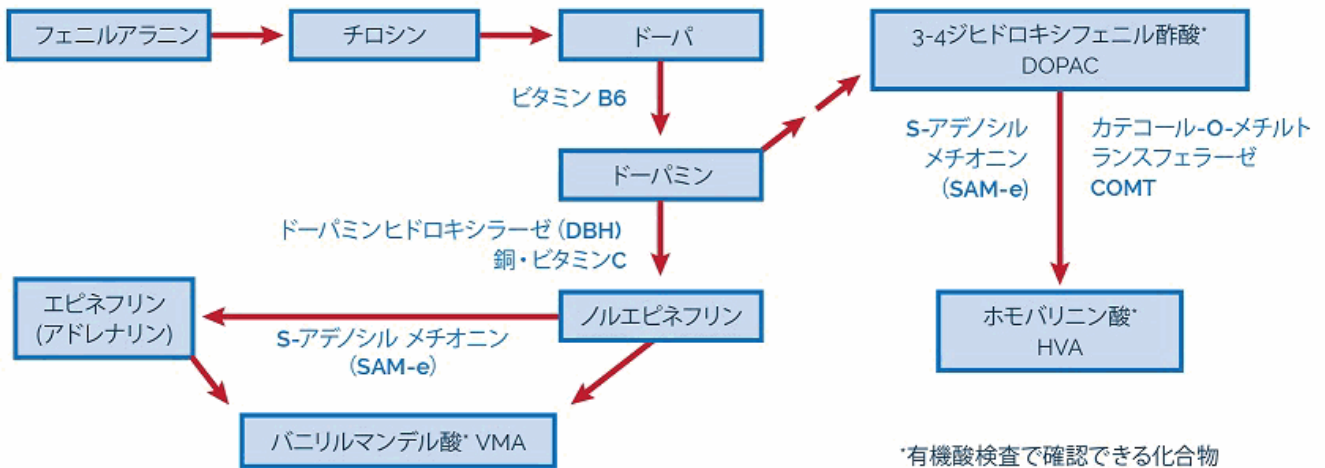 フェニルアラニン
チロシン
ドーパ
3-4ジヒドロキシフェニル酢酸*
DOPAC
ビタミン B6
S-アデノシル
メチオニン
(SAM-e)
カテコール-O-メチルト
ランスフェラーゼ
COMT
ドーパミン
ドーパミンヒドロキシラーゼ (DBH)
銅・ビタミンC
エピネフリン
(アドレナリン)
ノルエピネフリン
ホモバリニン酸*
HVA
S-アデノシル メチオニン
(SAM-e)
バニリルマンデル酸* VMA
*有機酸検査で確認できる化合物